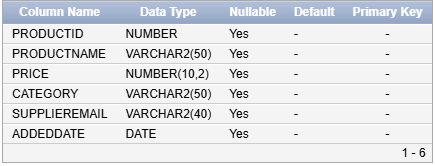 Column Name Data Type Nullable Default Primary Key
PRODUCTID NUMBER Yes - -
PRODUCTNAME VARCHAR2(50) Yes - -
PRICE NUMBER(10,2) Yes - -
CATEGORY VARCHAR2(50) Yes - -
SUPPLIEREMAIL VARCHAR2(40) Yes - -
ADDEDDATE DATE Yes - -
1 - 6